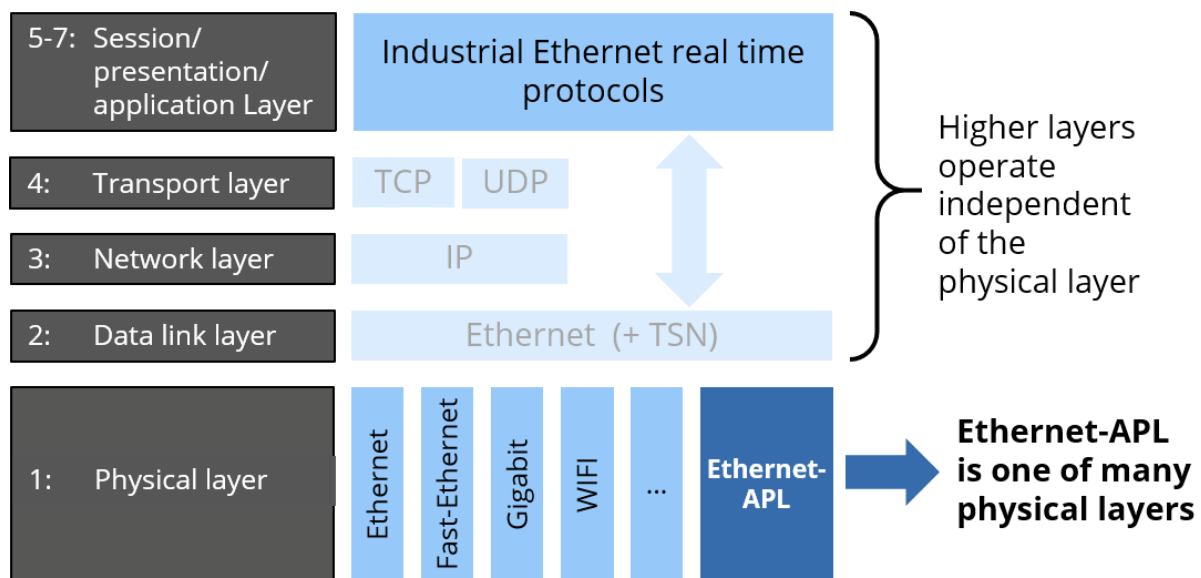 5-7: Session/
presentation/
application Layer
Industrial Ethernet real time
protocols
4: Transport layer
TCP
UDP
3: Network layer
IP
2: Data link layer
Ethernet (+ TSN)
Higher layers
operate
independent
of the
physical layer
1: Physical layer
Ethernet
Fast-Ethernet
Gigabit
WIFI
...
Ethernet-
APL
Ethernet-APL
is one of many
physical layers